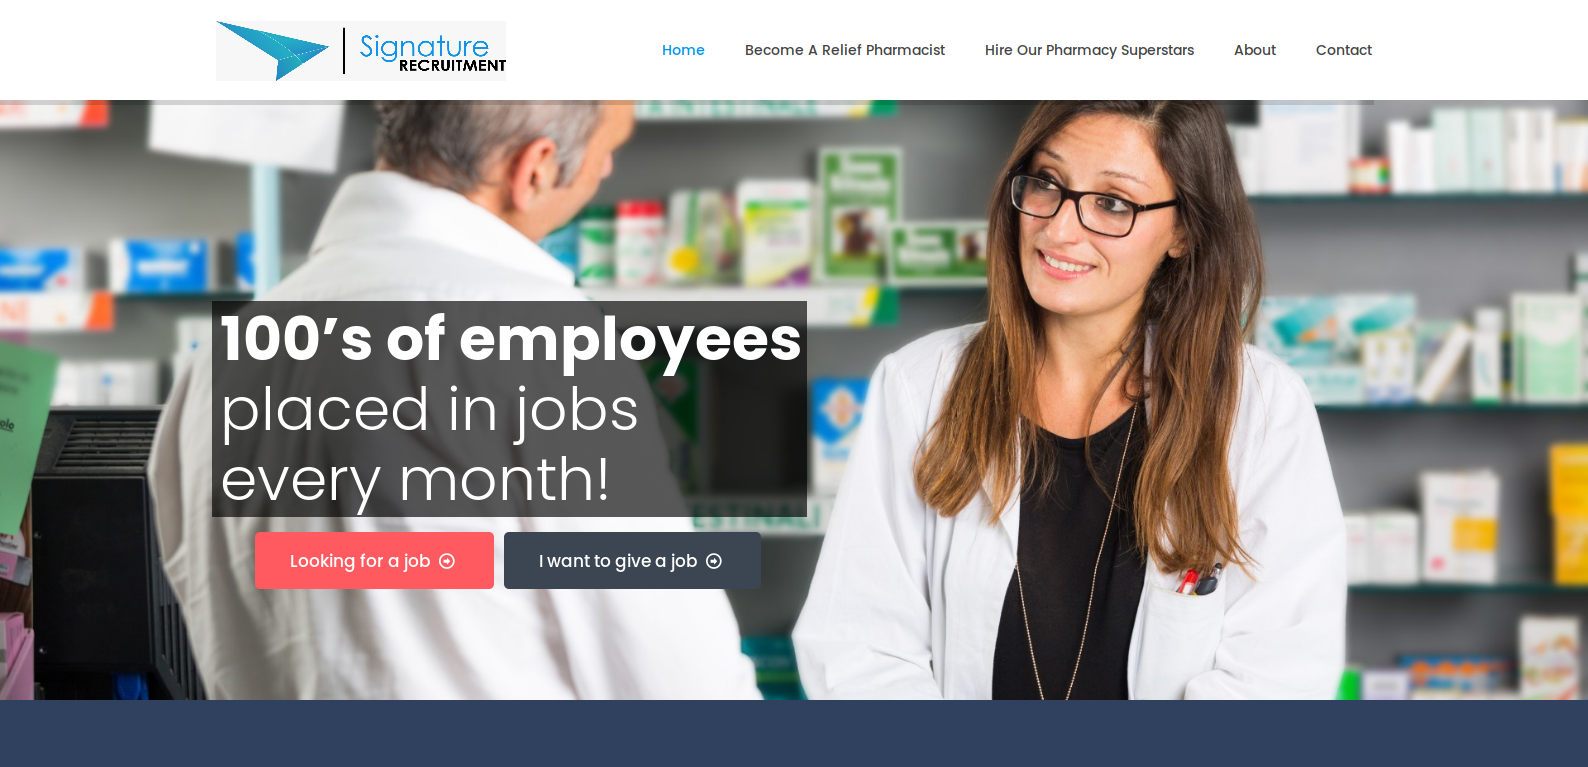 Signature
RECRUITMENT
Home
Become A Relief Pharmacist
Hire Our Pharmacy Superstars
About
Contact
100’s of employees
placed in jobs
every month!
Looking for a job
I want to give a job
ESTINALI